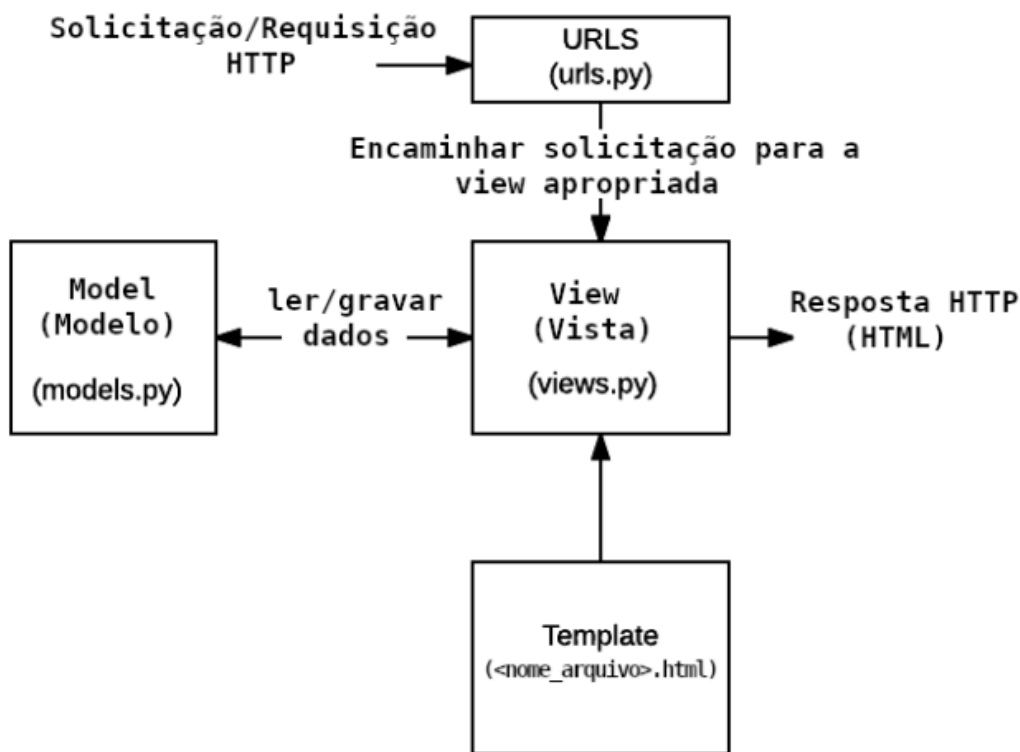 Solicitação/Requisição
HTTP
URLS
(urls.py)
Encaminhar solicitação para a
view apropriada
Model
(Modelo)
(models.py)
ler/gravar
dados
View
(Vista)
(views.py)
Resposta HTTP
(HTML)
Template
(<nome_arquivo>.html)